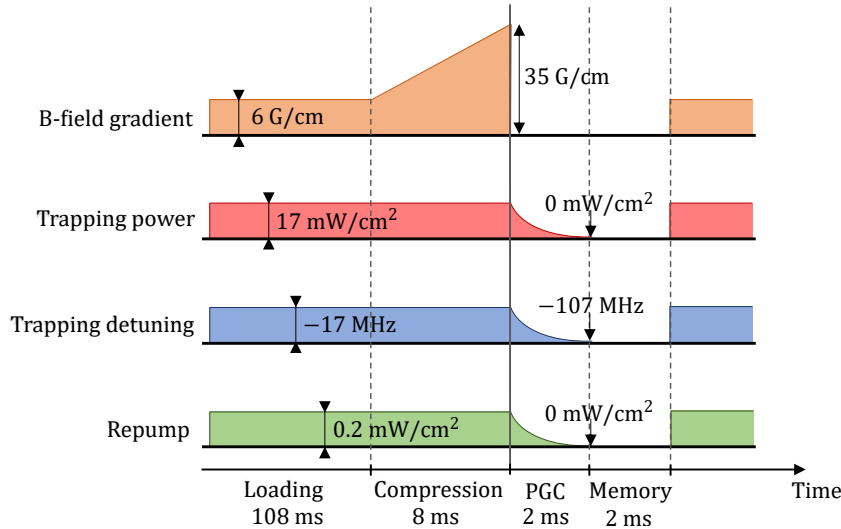 35 G/cm
B-field gradient
6 G/cm
0 mW/cm²
Trapping power
17 mW/cm²
−107 MHz
Trapping detuning
−17 MHz
0 mW/cm²
Repump
0.2 mW/cm²
Loading
108 ms
Compression
8 ms
PGC
2 ms
Memory
2 ms
Time